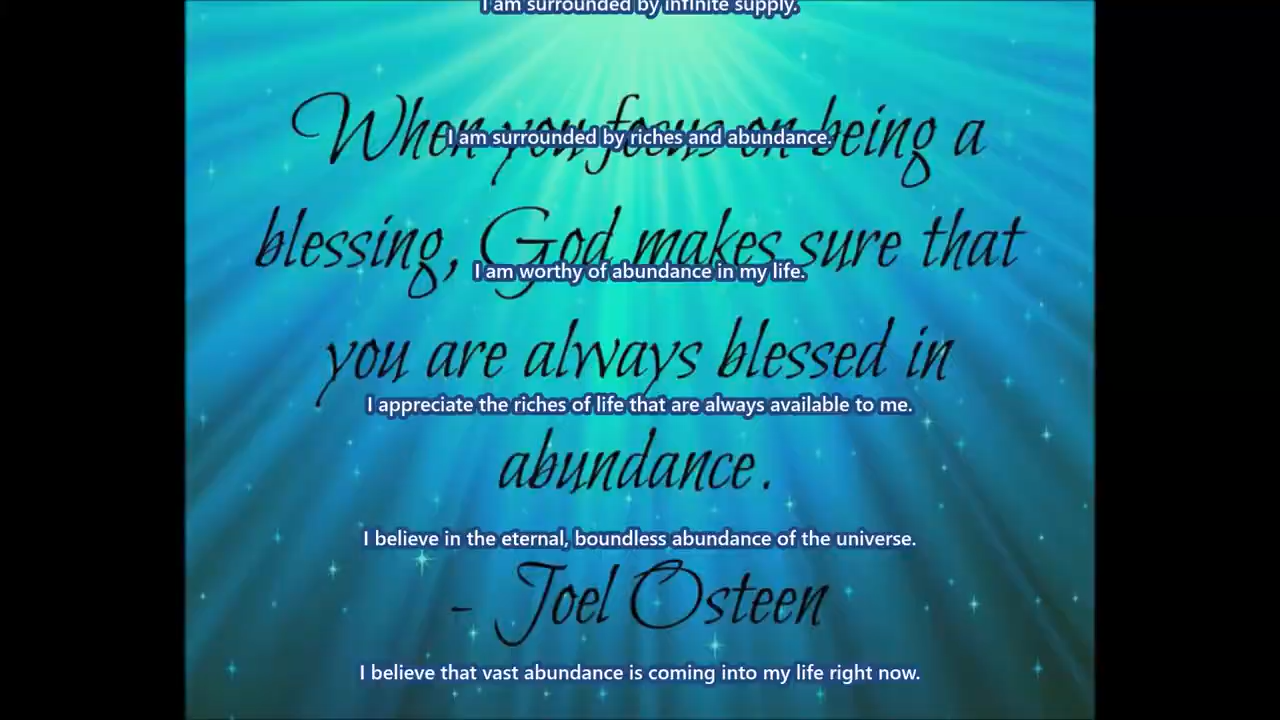 I am surrounded by infinite supply.
When you focus on being a
I am surrounded by riches and abundance.
blessing, God makes sure that
I am worthy of abundance in my life.
you are always blessed in
I appreciate the riches of life that are always available to me.
abundance.
I believe in the eternal, boundless abundance of the universe.
- Joel Osteen
I believe that vast abundance is coming into my life right now.